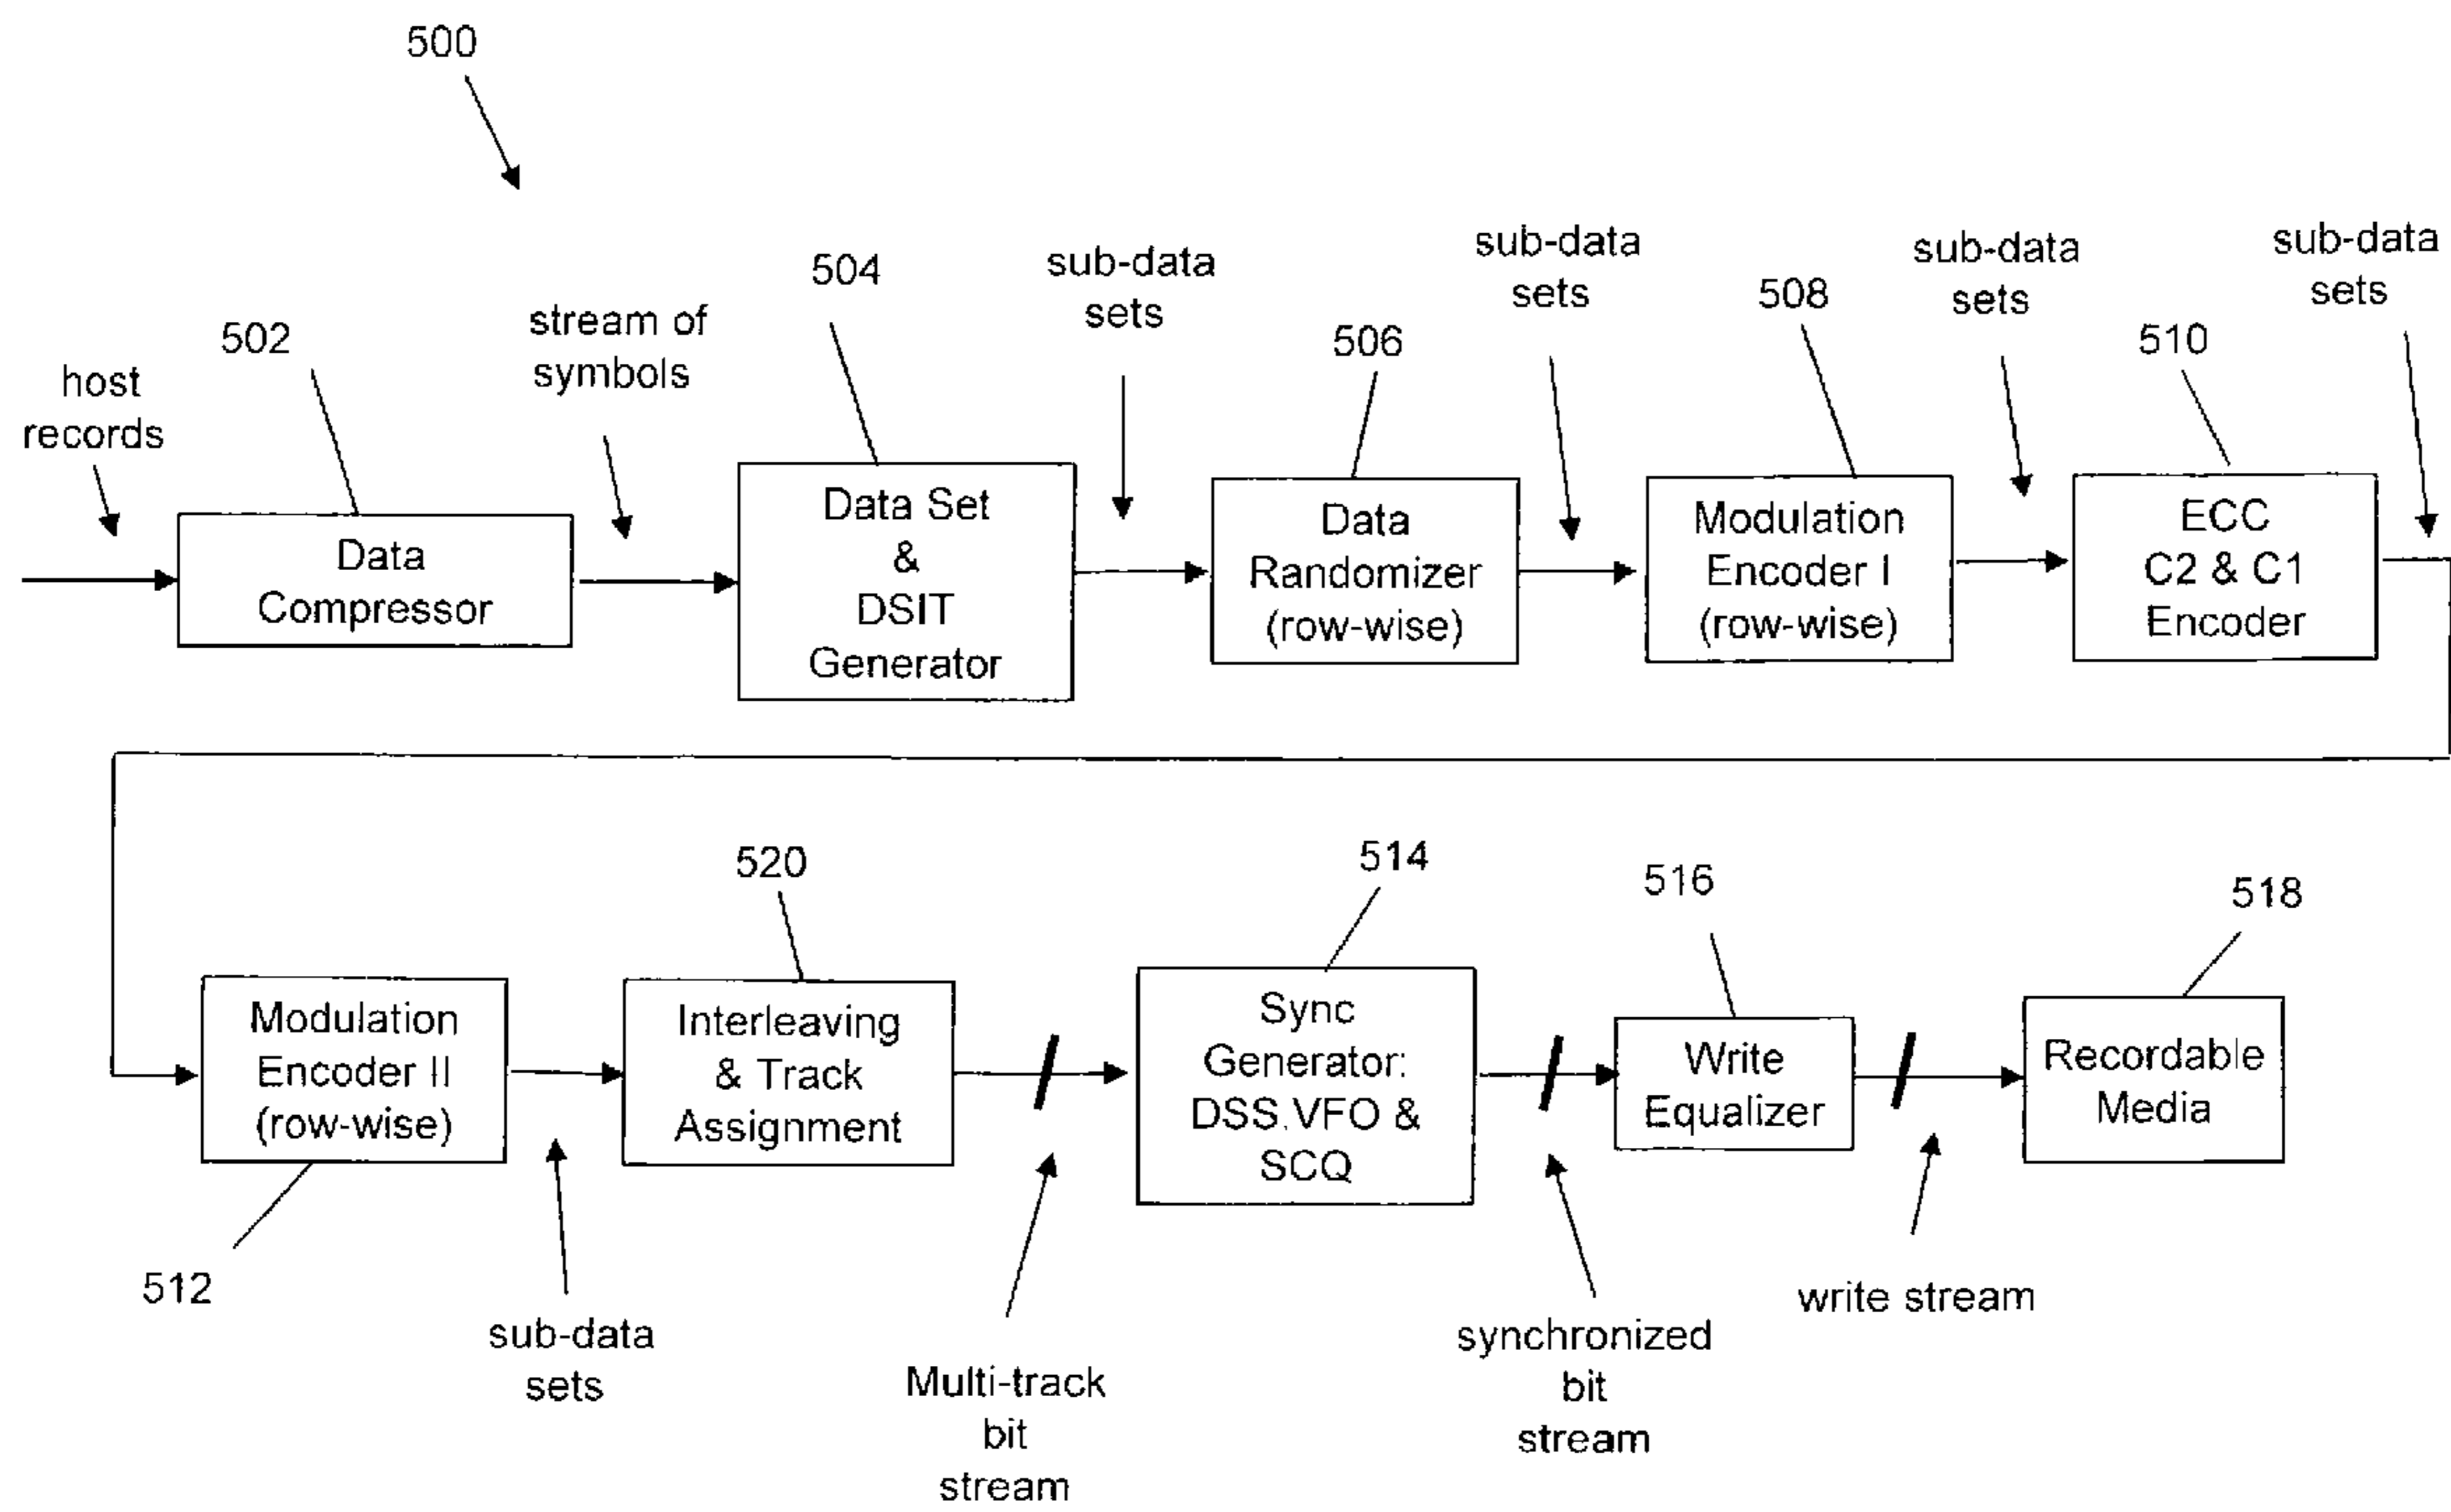 500
host
records
502
stream of
symbols
504
sub-data
sets
506
sub-data
sets
508
sub-data
sets
510
sub-data
sets
Data
Compressor
Data Set
&
DSIT
Generator
Data
Randomizer
(row-wise)
Modulation
Encoder I
(row-wise)
ECC
C2 & C1
Encoder
520
514
516
518
Modulation
Encoder II
(row-wise)
Interleaving
& Track
Assignment
Sync
Generator:
DSS,VFO &
SCQ
Write
Equalizer
Recordable
Media
512
sub-data
sets
Multi-track
bit
stream
synchronized
bit
stream
write stream